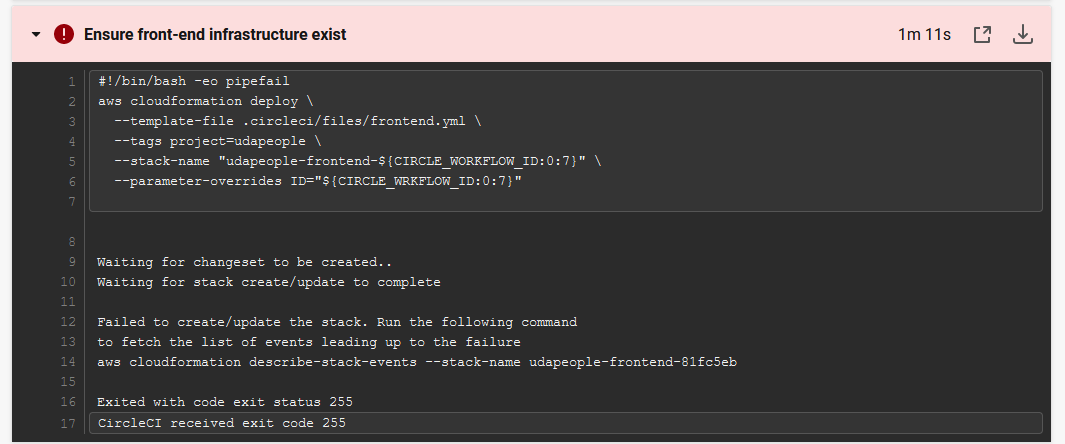 Ensure front-end infrastructure exist 1m 11s
1 #!/bin/bash -eo pipefail
2 aws cloudformation deploy \
3 --template-file .circleci/files/frontend.yml \
4 --tags project=udapeople \
5 --stack-name "udapeople-frontend-${CIRCLE_WORKFLOW_ID:0:7}" \
6 --parameter-overrides ID="${CIRCLE_WRKFLOW_ID:0:7}"
7
8
9 Waiting for changeset to be created..
10 Waiting for stack create/update to complete
11
12 Failed to create/update the stack. Run the following command
13 to fetch the list of events leading up to the failure
14 aws cloudformation describe-stack-events --stack-name udapeople-frontend-81fc5eb
15
16 Exited with code exit status 255
17 CircleCI received exit code 255